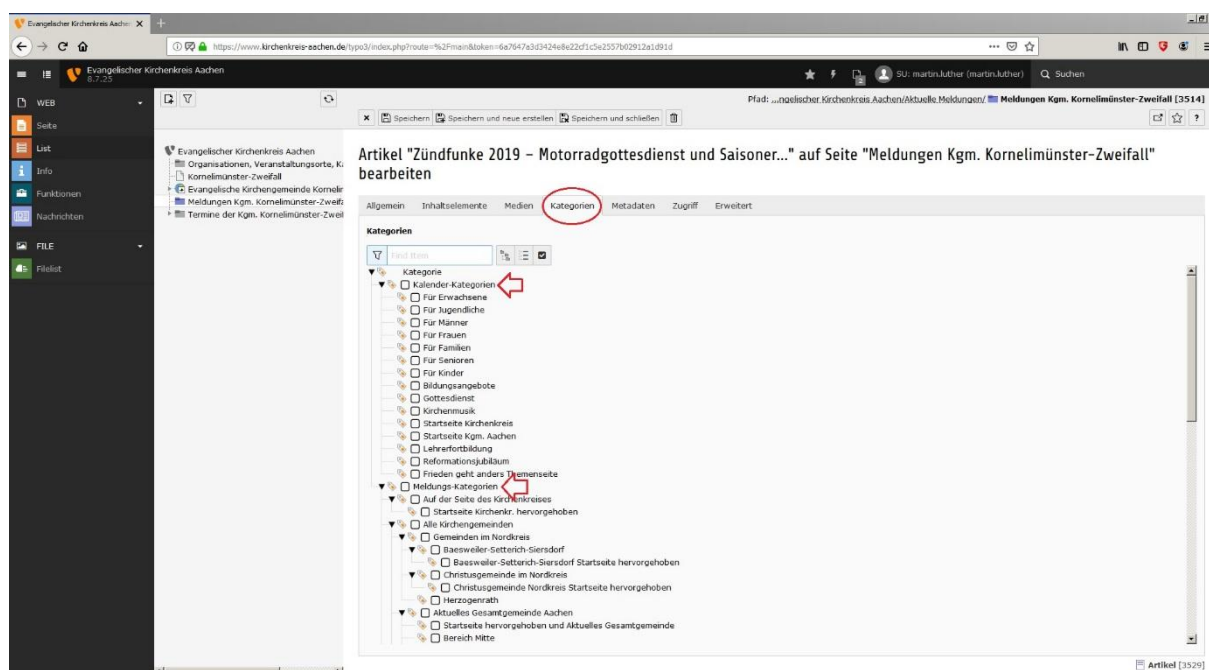 Evangelischer Kirchenkreis Aachen
https://www.kirchenkreis-aachen.de/typo3/index.php?route=%2Fmain&token=6a7647a3d3424e8e22cf1c5e2557b02912a1d91d
Evangelischer Kirchenkreis Aachen
8.7.25
SU: martin.luther (martin.luther)
Suchen
Pfad: ...ngelischer Kirchenkreis Aachen/Aktuelle Meldungen/ Meldungen Kgm. Kornelimünster-Zweifall [3514]
Speichern Speichern und neue erstellen Speichern und schließen
WEB
Seite
List
Info
Funktionen
Nachrichten
FILE
Filelist
Evangelischer Kirchenkreis Aachen
Organisationen, Veranstaltungsorte, K
Kornelimünster-Zweifall
Evangelische Kirchengemeinde Kornelir
Meldungen Kgm. Kornelimünster-Zweifa
Termine der Kgm. Kornelimünster-Zweif
Artikel "Zündfunke 2019 – Motorradgottesdienst und Saisoner..." auf Seite "Meldungen Kgm. Kornelimünster-Zweifall"
bearbeiten
Allgemein Inhaltselemente Medien Kategorien Metadaten Zugriff Erweitert
Kategorien
Find item
Kategorie
Kalender-Kategorien
Für Erwachsene
Für Jugendliche
Für Männer
Für Frauen
Für Familien
Für Senioren
Für Kinder
Bildungsangebote
Gottesdienst
Kirchenmusik
Startseite Kirchenkreis
Startseite Kgm. Aachen
Lehrerfortbildung
Reformationsjubiläum
Frieden geht anders Themenseite
Meldungs-Kategorien
Auf der Seite des Kirchenkreises
Startseite Kirchenkr. hervorgehoben
Alle Kirchengemeinden
Gemeinden im Nordkreis
Baesweiler-Setterich-Siersdorf
Baesweiler-Setterich-Siersdorf Startseite hervorgehoben
Christusgemeinde im Nordkreis
Christusgemeinde Nordkreis Startseite hervorgehoben
Herzogenrath
Aktuelles Gesamtgemeinde Aachen
Startseite hervorgehoben und Aktuelles Gesamtgemeinde
Bereich Mitte
Artikel [3529]